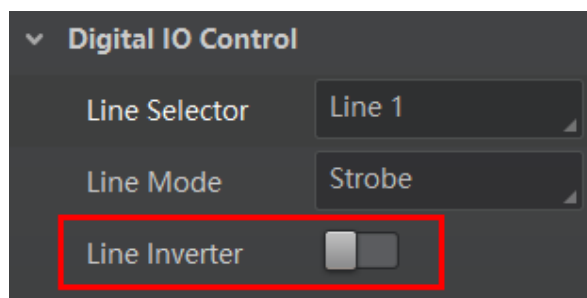 Digital IO Control
Line Selector Line 1
Line Mode Strobe
Line Inverter